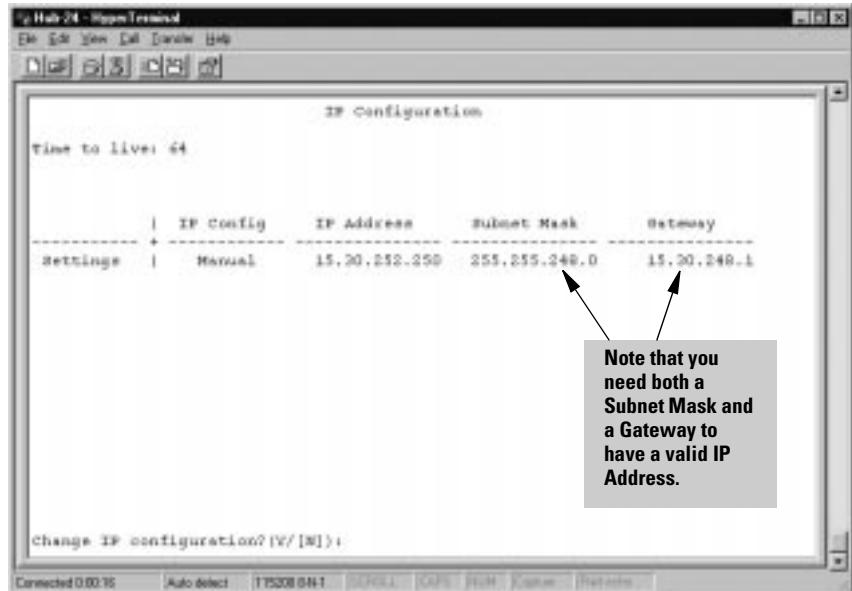 Hub-24 - HyperTerminal
File Edit View Call Transfer Help
IP Configuration
Time to live: 64
| IP Config IP Address Subnet Mask Gateway
----------- + ------------ --------------- --------------- ---------------
Settings | Manual 15.30.252.250 255.255.248.0 15.30.248.1
Note that you
need both a
Subnet Mask and
a Gateway to
have a valid IP
Address.
Change IP configuration?(Y/[N]):
Connected 0:00:16 Auto detect 115200 8-N-1 SCROLL CAPS NUM Capture